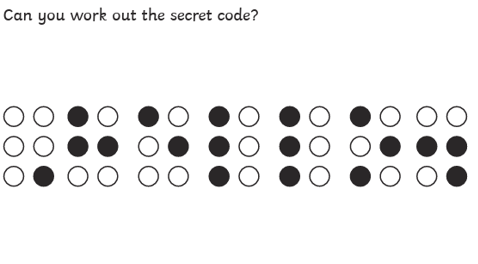 Can you work out the secret code?
⠠⠓⠑⠇⠇⠕⠲